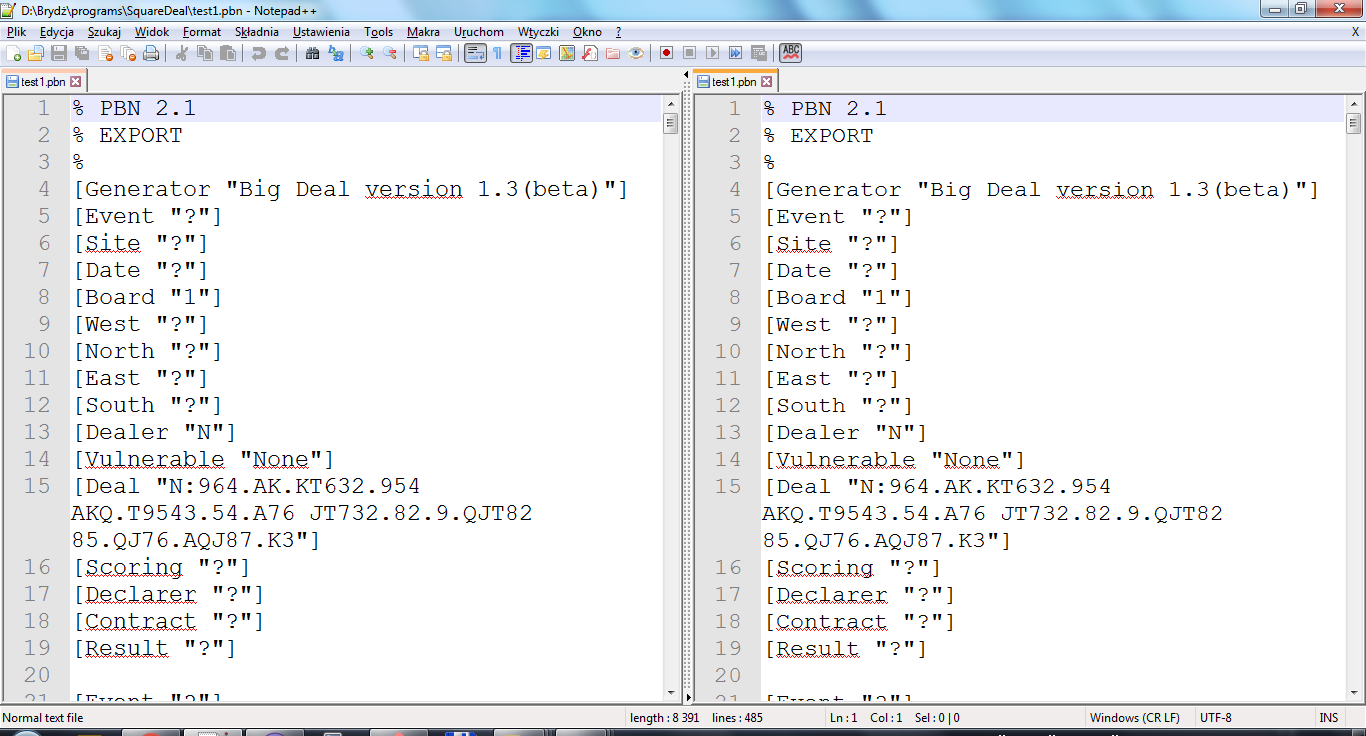 D:\Brydż\programs\SquareDeal\test1.pbn - Notepad++
Plik Edycja Szukaj Widok Format Składnia Ustawienia Tools Makra Uruchom Wtyczki Okno ? X
ABC
test1.pbn
1 % PBN 2.1
2 % EXPORT
3 %
4 [Generator "Big Deal version 1.3(beta)"]
5 [Event "?"]
6 [Site "?"]
7 [Date "?"]
8 [Board "1"]
9 [West "?"]
10 [North "?"]
11 [East "?"]
12 [South "?"]
13 [Dealer "N"]
14 [Vulnerable "None"]
15 [Deal "N:964.AK.KT632.954
AKQ.T9543.54.A76 JT732.82.9.QJT82
85.QJ76.AQJ87.K3"]
16 [Scoring "?"]
17 [Declarer "?"]
18 [Contract "?"]
19 [Result "?"]
20
21 [Event "?"]
test1.pbn
1 % PBN 2.1
2 % EXPORT
3 %
4 [Generator "Big Deal version 1.3(beta)"]
5 [Event "?"]
6 [Site "?"]
7 [Date "?"]
8 [Board "1"]
9 [West "?"]
10 [North "?"]
11 [East "?"]
12 [South "?"]
13 [Dealer "N"]
14 [Vulnerable "None"]
15 [Deal "N:964.AK.KT632.954
AKQ.T9543.54.A76 JT732.82.9.QJT82
85.QJ76.AQJ87.K3"]
16 [Scoring "?"]
17 [Declarer "?"]
18 [Contract "?"]
19 [Result "?"]
20
21 [Event "?"]
Normal text file length : 8 391 lines : 485 Ln : 1 Col : 1 Sel : 0 | 0 Windows (CR LF) UTF-8 INS